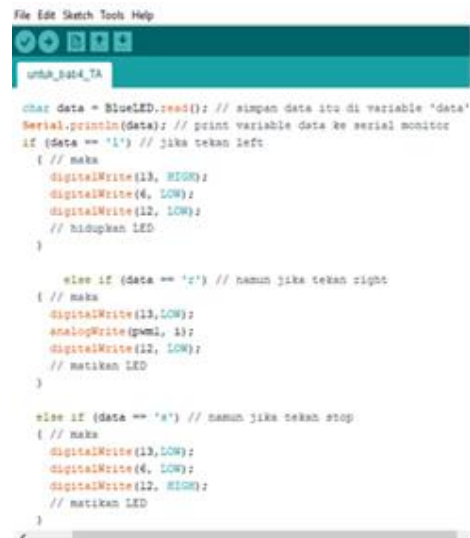 File Edit Sketch Tools Help
untuk_bab4_TA
char data = BlueLED.read(); // simpan data itu di variable "data"
Serial.println(data); // print variable data ke serial monitor
if (data == 'l') // jika tekan left
{ // maka
digitalWrite(13, HIGH);
digitalWrite(6, LOW);
digitalWrite(12, LOW);
// hidupkan LED
}
else if (data == 'r') // namun jika tekan right
{ // maka
digitalWrite(13,LOW);
analogWrite(pwm1, i);
digitalWrite(12, LOW);
// matikan LED
}
else if (data == 's') // namun jika tekan stop
{ // maka
digitalWrite(13,LOW);
digitalWrite(6, LOW);
digitalWrite(12, HIGH);
// matikan LED
}